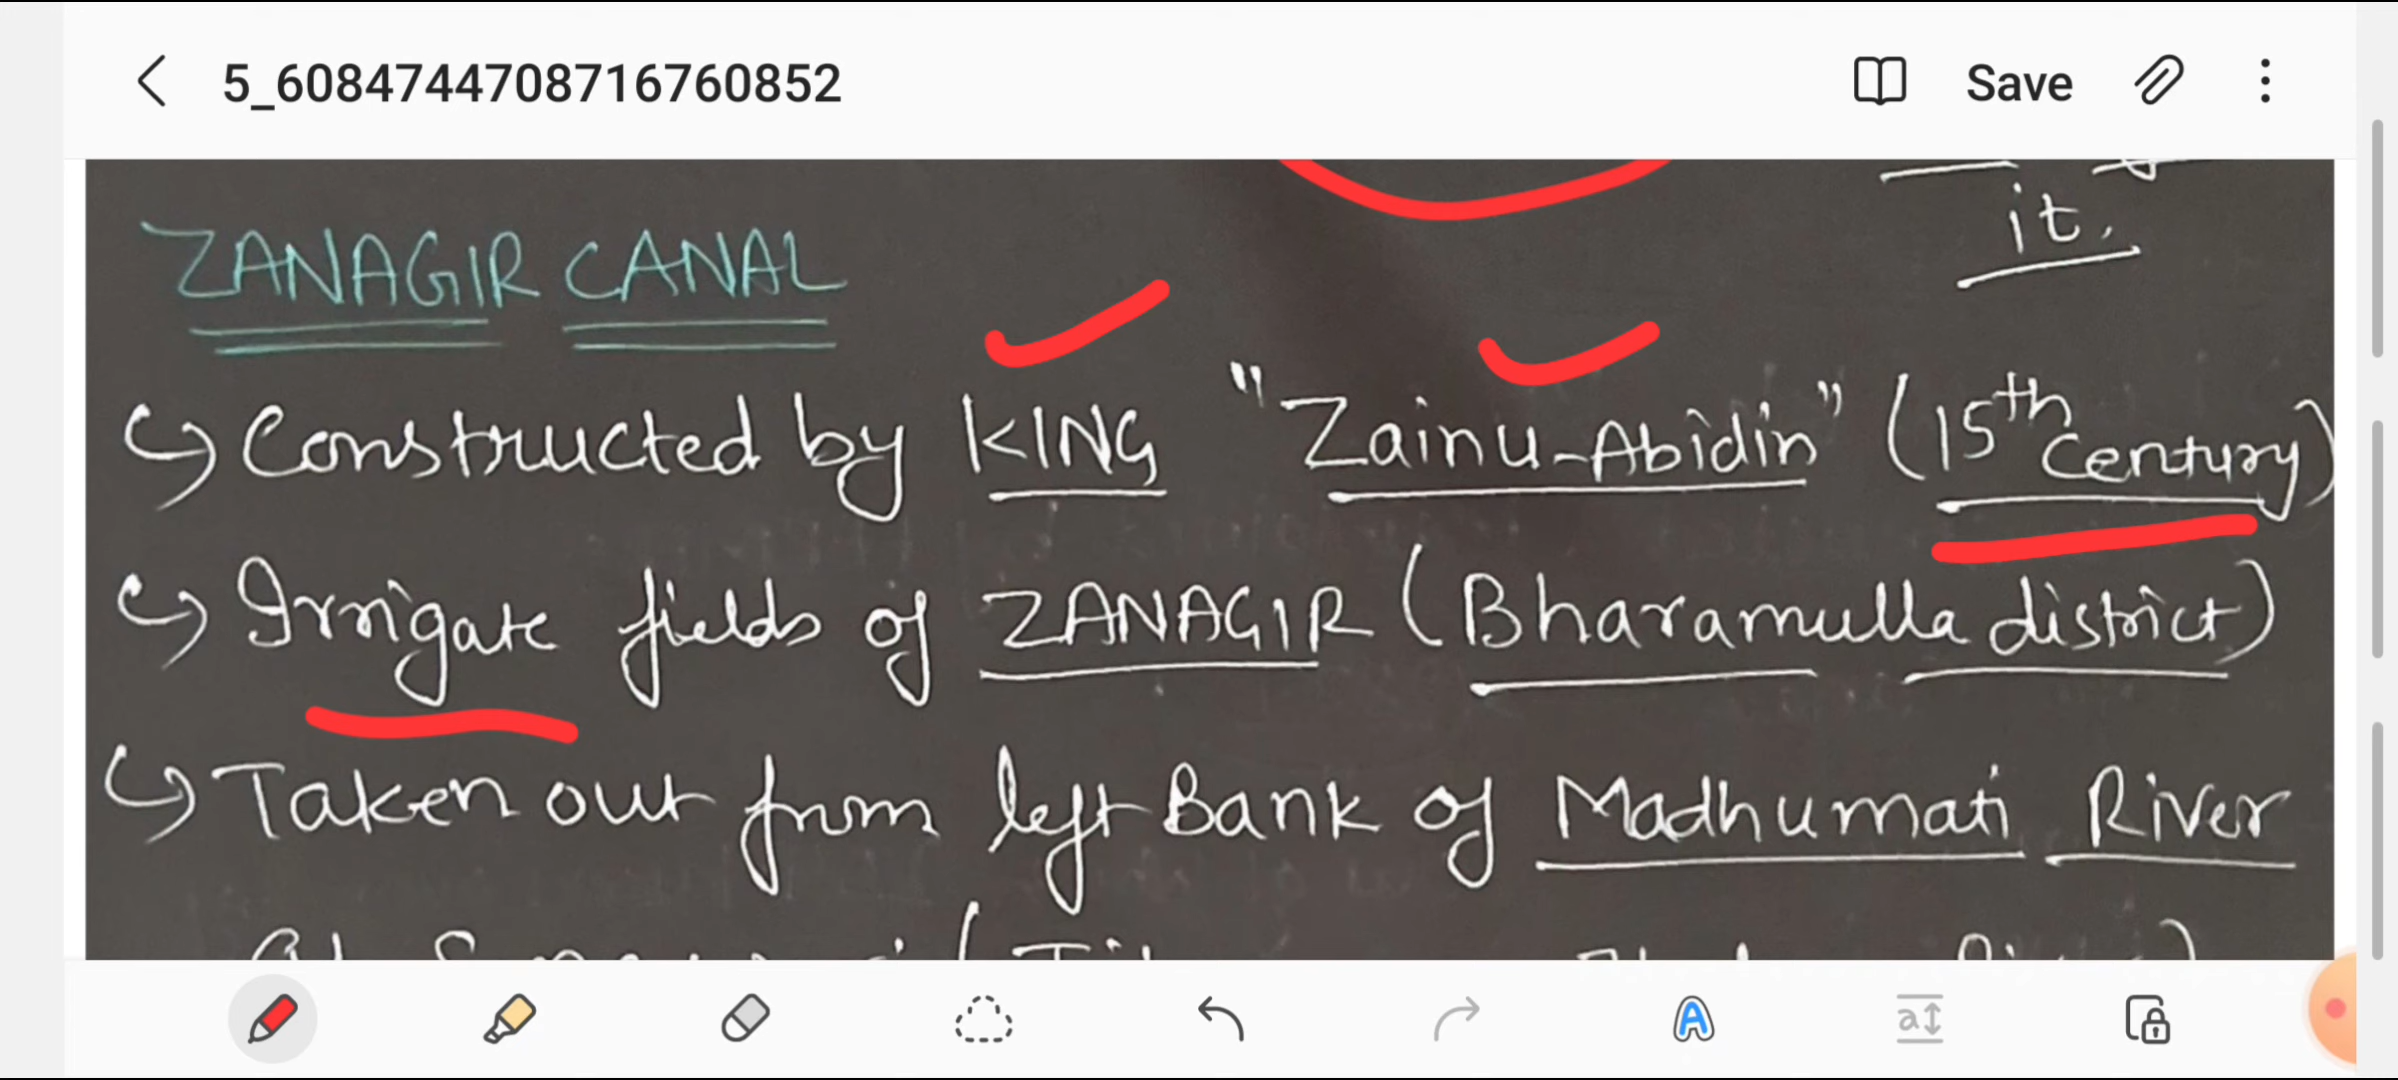 5_6084744708716760852
Save
it.
ZANAGIR CANAL
Constructed by KING "Zainu-Abidin" (15th Century)
Irrigate fields of ZANAGIR (Bharamulla district)
Taken out from left Bank of Madhumati River